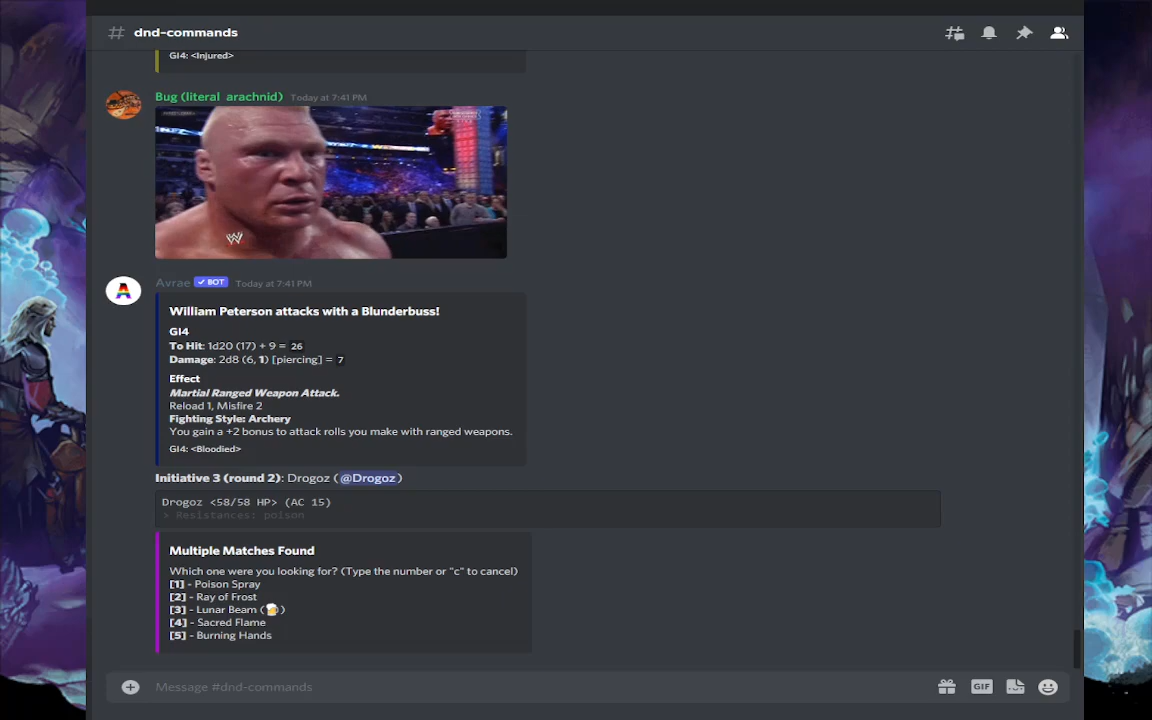 dnd-commands
GI4: <Injured>
Bug (literal arachnid) Today at 7:41 PM
W
Avrae ✓ BOT Today at 7:41 PM
A
William Peterson attacks with a Blunderbuss!
GI4
To Hit: 1d20 (17) + 9 = 26
Damage: 2d8 (6, 1) [piercing] = 7
Effect
Martial Ranged Weapon Attack.
Reload 1, Misfire 2
Fighting Style: Archery
You gain a +2 bonus to attack rolls you make with ranged weapons.
GI4: <Bloodied>
Initiative 3 (round 2): Drogoz (@Drogoz)
Drogoz <58/58 HP> (AC 15)
> Resistances: poison
Multiple Matches Found
Which one were you looking for? (Type the number or "c" to cancel)
[1] - Poison Spray
[2] - Ray of Frost
[3] - Lunar Beam (🍺)
[4] - Sacred Flame
[5] - Burning Hands
Message #dnd-commands
GIF